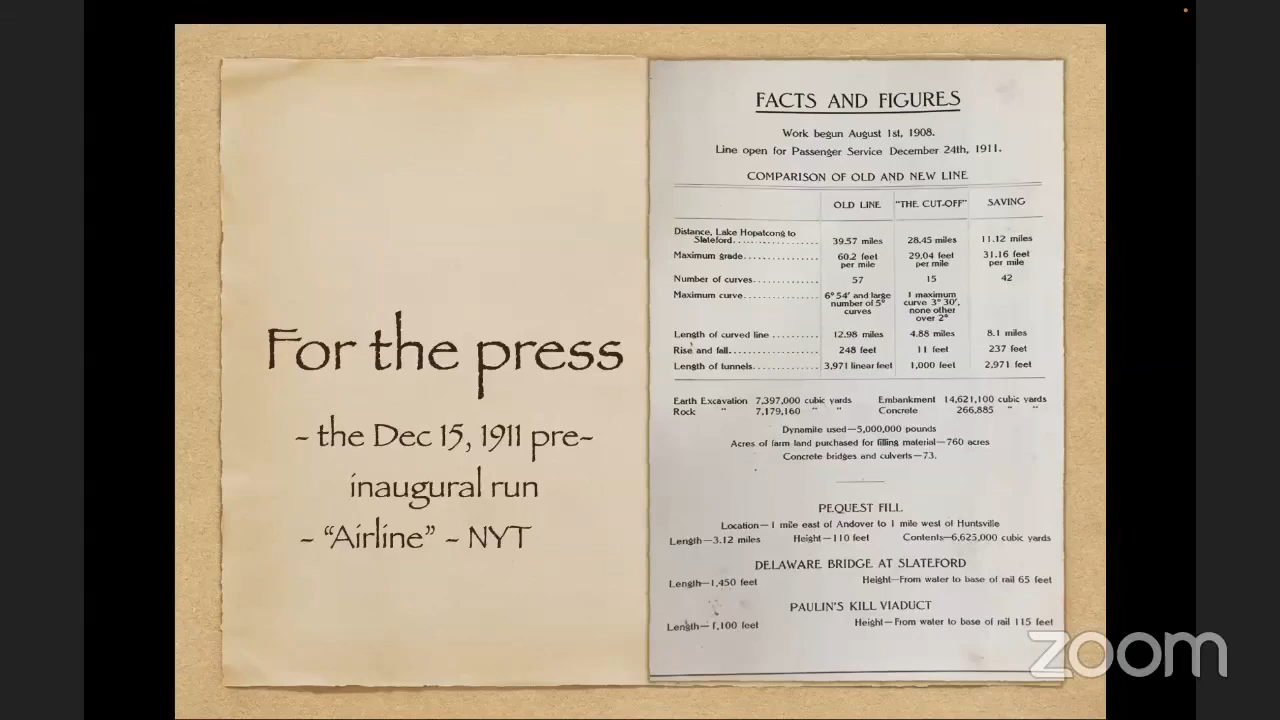 For the press
- the Dec 15, 1911 pre-
inaugural run
- “Airline” - NYT
FACTS AND FIGURES
Work begun August 1st, 1908.
Line open for Passenger Service December 24th, 1911.
COMPARISON OF OLD AND NEW LINE
OLD LINE "THE CUT-OFF" SAVING
Distance, Lake Hopatcong to
Slateford.................. 39.57 miles 28.45 miles 11.12 miles
Maximum grade............... 60.2 feet per mile 29.04 feet per mile 31.16 feet per mile
Number of curves............ 57 15 42
Maximum curve............... 6° 54' and large number of 5° curves 1 maximum curve 3° 30', none other over 2°
Length of curved line........ 12.98 miles 4.88 miles 8.1 miles
Rise and fall................ 248 feet 11 feet 237 feet
Length of tunnels............ 3,971 linear feet 1,000 feet 2,971 feet
Earth Excavation 7,397,000 cubic yards Embankment 14,621,100 cubic yards
Rock " 7,179,160 " " Concrete 266,885 " "
Dynamite used—5,000,000 pounds
Acres of farm land purchased for filling material—760 acres
Concrete bridges and culverts—73.
PEQUEST FILL
Location—1 mile east of Andover to 1 mile west of Huntsville
Length—3.12 miles Height—110 feet Contents—6,625,000 cubic yards
DELAWARE BRIDGE AT SLATEFORD
Length—1,450 feet Height—From water to base of rail 65 feet
PAULIN'S KILL VIADUCT
Length—1,100 feet Height—From water to base of rail 115 feet
zoom